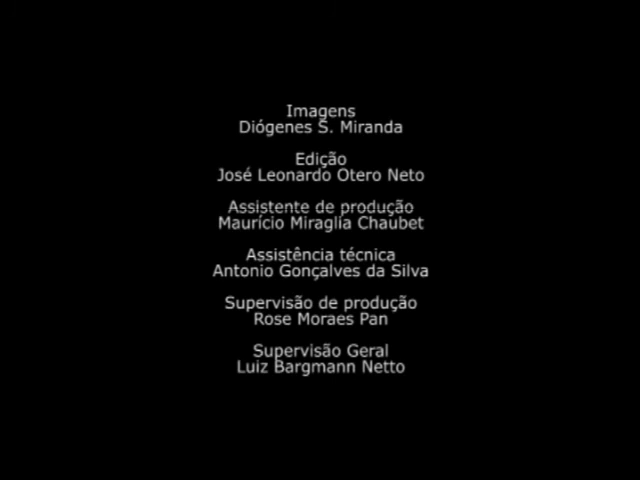 Imagens
Diógenes S. Miranda
Edição
José Leonardo Otero Neto
Assistente de produção
Maurício Miraglia Chaubet
Assistência técnica
Antonio Gonçalves da Silva
Supervisão de produção
Rose Moraes Pan
Supervisão Geral
Luiz Bargmann Netto